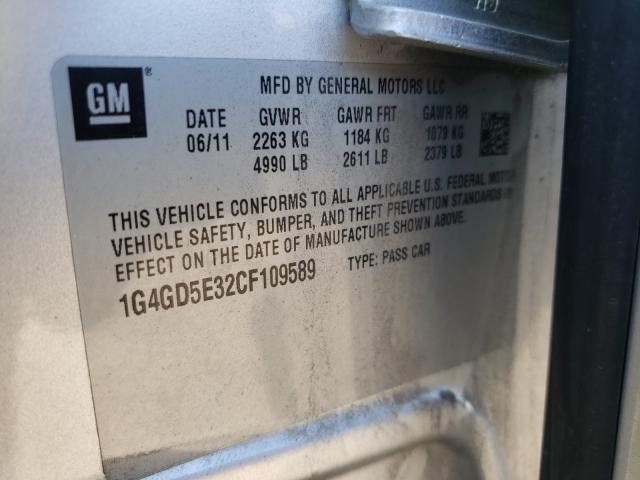 GM
®
MFD BY GENERAL MOTORS LLC
DATE GVWR GAWR FRT GAWR RR
06/11 2263 KG 1184 KG 1079 KG
4990 LB 2611 LB 2379 LB
THIS VEHICLE CONFORMS TO ALL APPLICABLE U.S. FEDERAL MOTOR
VEHICLE SAFETY, BUMPER, AND THEFT PREVENTION STANDARDS IN
EFFECT ON THE DATE OF MANUFACTURE SHOWN ABOVE.
1G4GD5E32CF109589 TYPE: PASS CAR